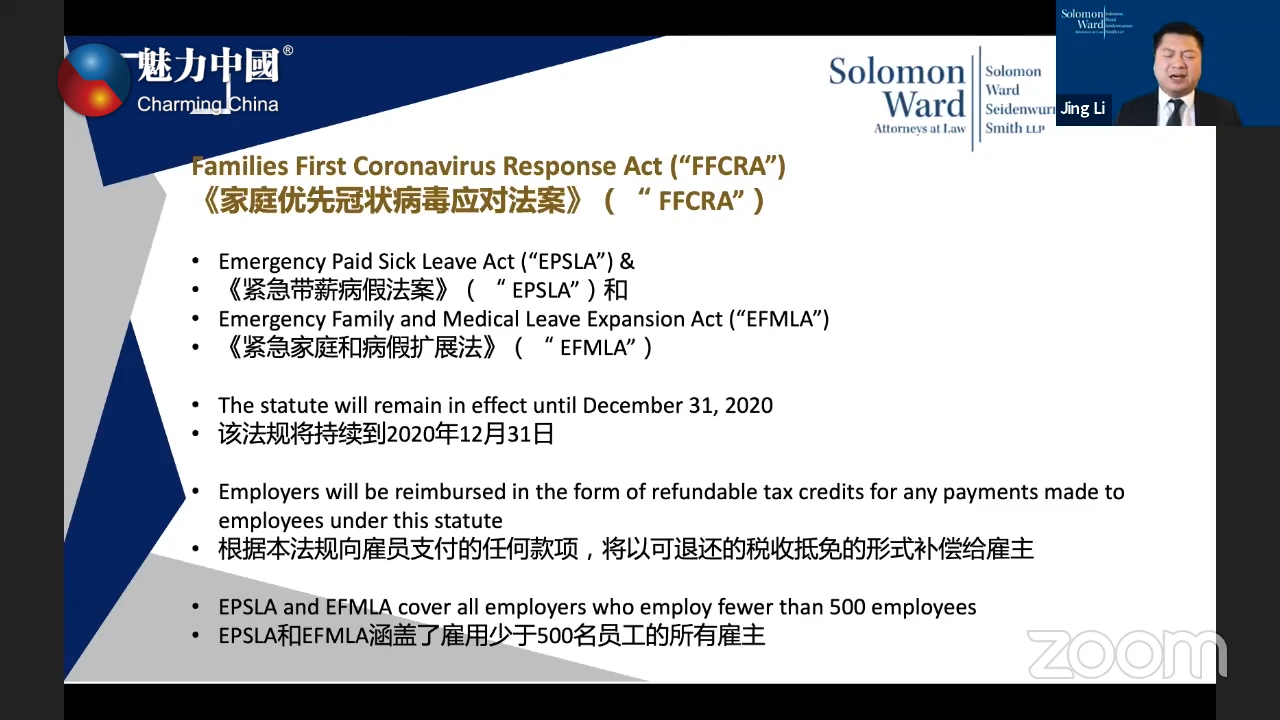 魅力中國®
Charming China
Solomon
Ward
Attorneys at Law
Solomon
Ward
Seidenwurm
Smith LLP
Solomon
Ward
Attorneys at Law
Jing Li
Families First Coronavirus Response Act (“FFCRA”)
《家庭优先冠状病毒应对法案》（ “ FFCRA” ）
• Emergency Paid Sick Leave Act (“EPSLA”) &
• 《紧急带薪病假法案》（ “ EPSLA” ）和
• Emergency Family and Medical Leave Expansion Act (“EFMLA”)
• 《紧急家庭和病假扩展法》（ “ EFMLA” ）
• The statute will remain in effect until December 31, 2020
• 该法规将持续到2020年12月31日
• Employers will be reimbursed in the form of refundable tax credits for any payments made to
employees under this statute
• 根据本法规向雇员支付的任何款项，将以可退还的税收抵免的形式补偿给雇主
• EPSLA and EFMLA cover all employers who employ fewer than 500 employees
• EPSLA和EFMLA涵盖了雇用少于500名员工的所有雇主
zoom